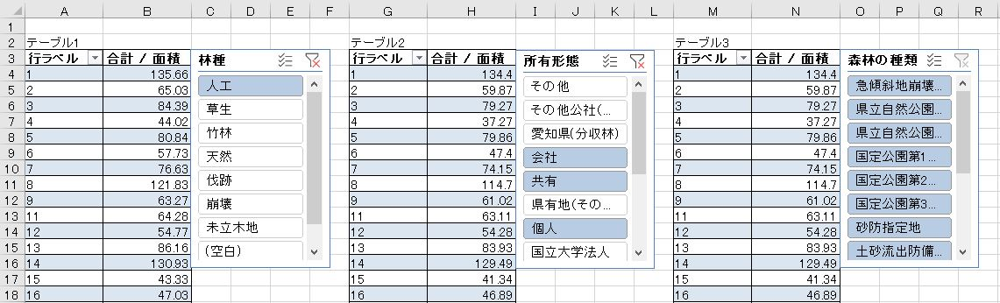 A B C D E F G H I J K L M N O P Q R
1
2 テーブル1 テーブル2 テーブル3
3 行ラベル 合計 / 面積 林種 行ラベル 合計 / 面積 所有形態 行ラベル 合計 / 面積 森林の種類
4 1 135.66 人工 1 134.4 その他 1 134.4 急傾斜地崩壊...
5 2 65.03 草生 2 59.87 その他公社(... 2 59.87 県立自然公園...
6 3 84.39 竹林 3 79.27 愛知県(分収林) 3 79.27 県立自然公園...
7 4 44.02 4 37.27 4 37.27
8 5 80.84 天然 5 79.86 会社 5 79.86 国定公園第1...
9 6 57.73 伐跡 6 47.4 共有 6 47.4 国定公園第2...
10 7 76.63 崩壊 7 74.15 県有地(その... 7 74.15 国定公園第3...
11 8 121.83 8 114.7 8 114.7
12 9 63.27 未立木地 9 61.02 個人 9 61.02 砂防指定地
13 11 64.28 (空白) 11 63.11 国立大学法人 11 63.11 土砂流出防備...
14 12 54.77 12 54.28 12 54.28
15 13 86.16 13 83.93 13 83.93
16 14 130.93 14 129.49 14 129.49
17 15 43.33 15 41.34 15 41.34
18 16 47.03 16 46.89 16 46.89